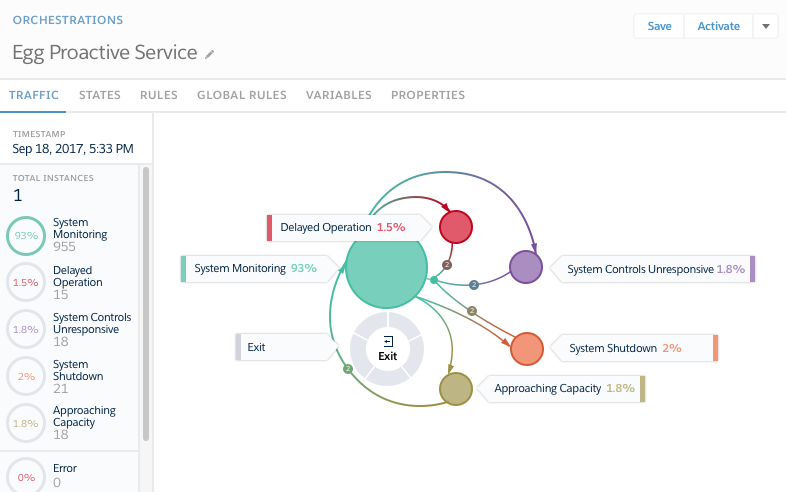 ORCHESTRATIONS
Egg Proactive Service
Save
Activate
TRAFFIC
STATES
RULES
GLOBAL RULES
VARIABLES
PROPERTIES
TIMESTAMP
Sep 18, 2017, 5:33 PM
TOTAL INSTANCES
1
93%
System
Monitoring
955
1.5%
Delayed
Operation
15
1.8%
System Controls
Unresponsive
18
2%
System
Shutdown
21
1.8%
Approaching
Capacity
18
0%
Error
0
Delayed Operation 1.5%
System Monitoring 93%
System Controls Unresponsive 1.8%
2
2
2
Exit
Exit
System Shutdown 2%
2
Approaching Capacity 1.8%